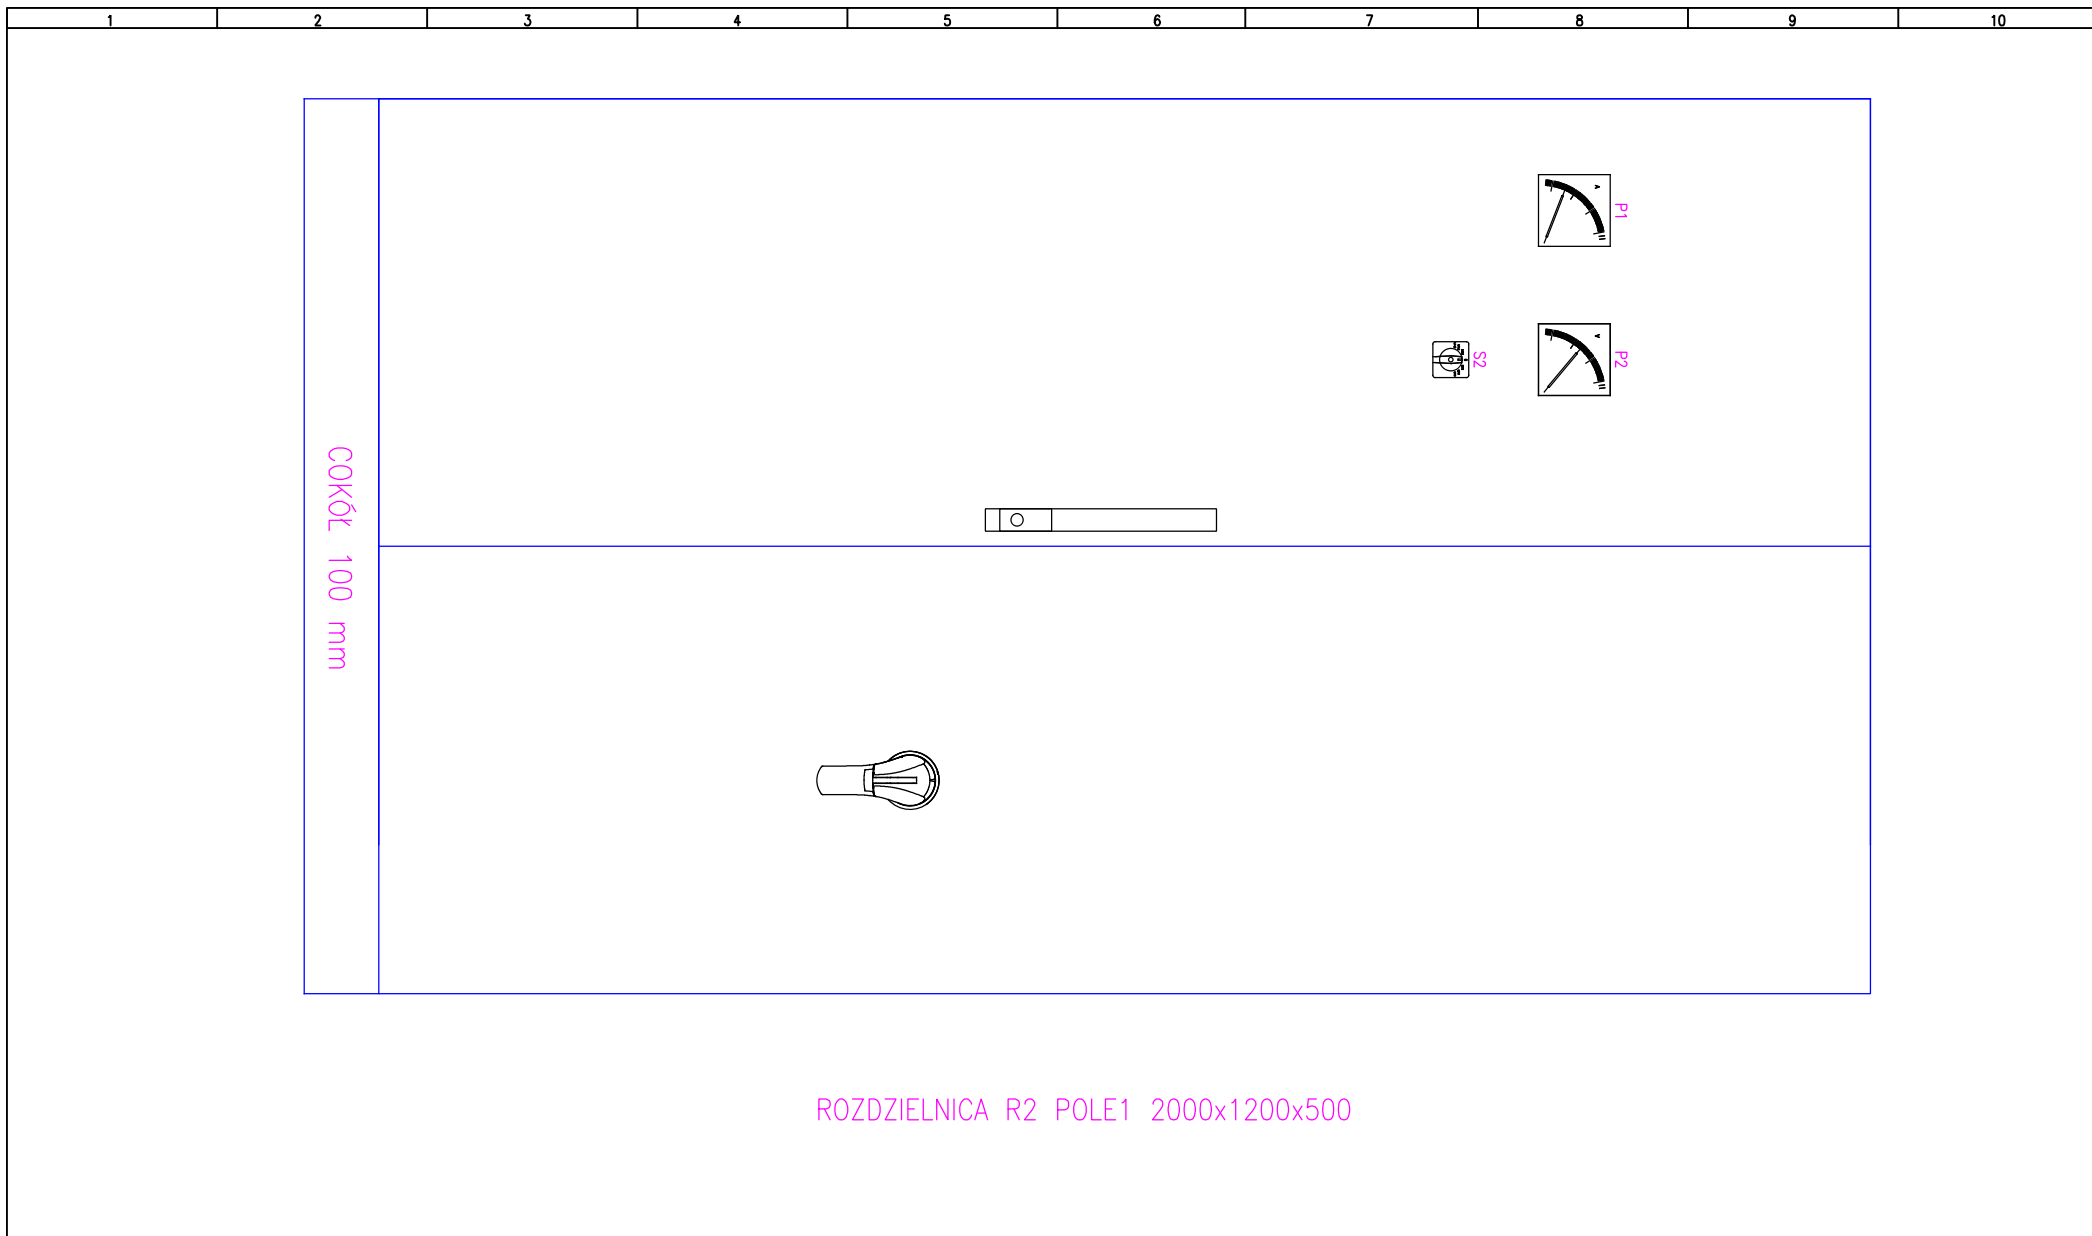 1 2 3 4 5 6 7 8 9 10
P1
P2
S2
COKÓŁ 100 mm
ROZDZIELNICA R2 POLE1 2000x1200x500